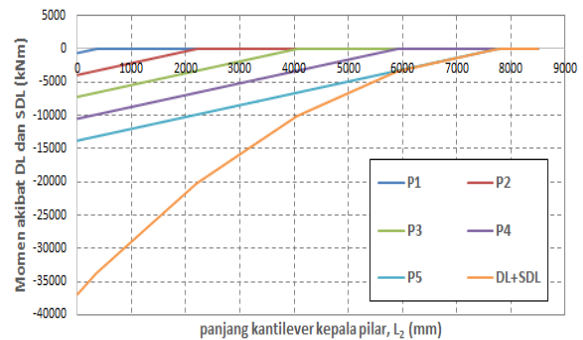 Momen akibat DL dan SDL (kNm)
5000
0
-5000
-10000
-15000
-20000
-25000
-30000
-35000
-40000
0 1000 2000 3000 4000 5000 6000 7000 8000 9000
P1 P2
P3 P4
P5 DL+SDL
panjang kantilever kepala pilar, L₂ (mm)